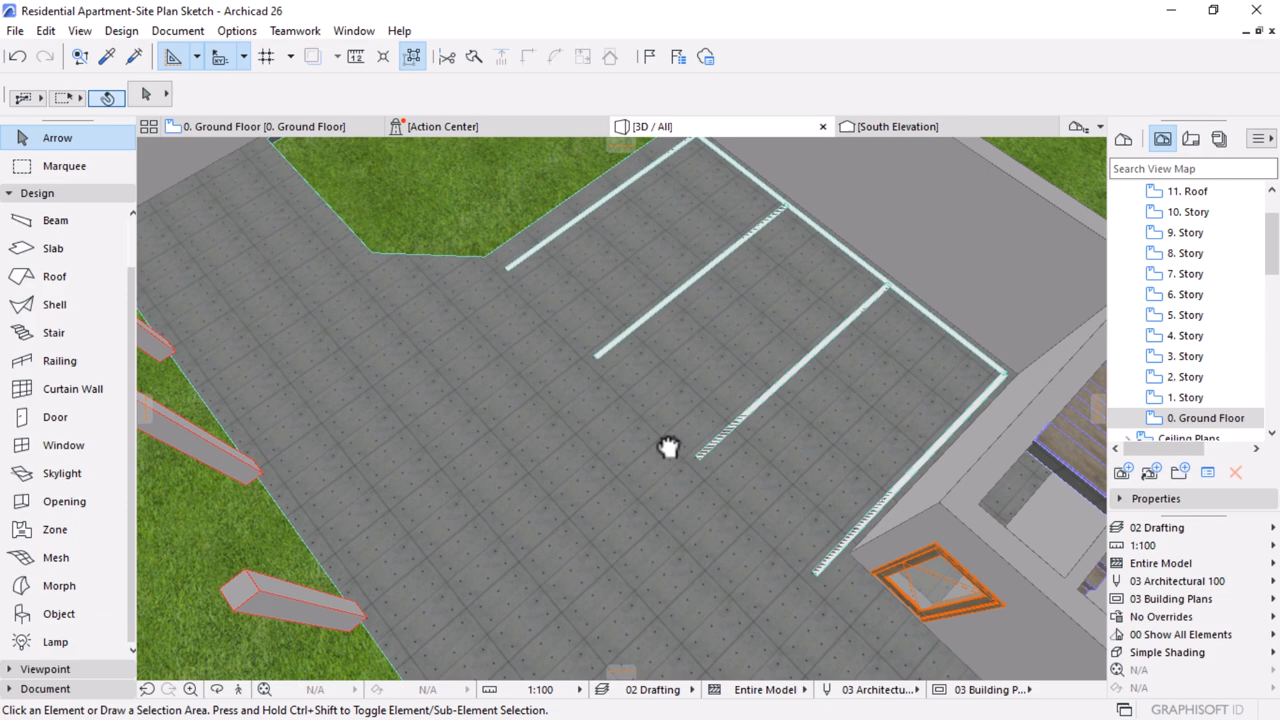 Residential Apartment-Site Plan Sketch - Archicad 26
File Edit View Design Document Options Teamwork Window Help
0. Ground Floor [0. Ground Floor]
[Action Center]
[3D / All]
[South Elevation]
Arrow
Marquee
Design
Beam
Slab
Roof
Shell
Stair
Railing
Curtain Wall
Door
Window
Skylight
Opening
Zone
Mesh
Morph
Object
Lamp
Viewpoint
Document
Search View Map
11. Roof
10. Story
9. Story
8. Story
7. Story
6. Story
5. Story
4. Story
3. Story
2. Story
1. Story
0. Ground Floor
Ceiling Plans
Properties
02 Drafting
1:100
Entire Model
03 Architectural 100
03 Building Plans
No Overrides
00 Show All Elements
Simple Shading
N/A
N/A
N/A N/A 1:100 02 Drafting Entire Model 03 Architectu... 03 Building P...
Click an Element or Draw a Selection Area. Press and Hold Ctrl+Shift to Toggle Element/Sub-Element Selection.
GRAPHISOFT ID